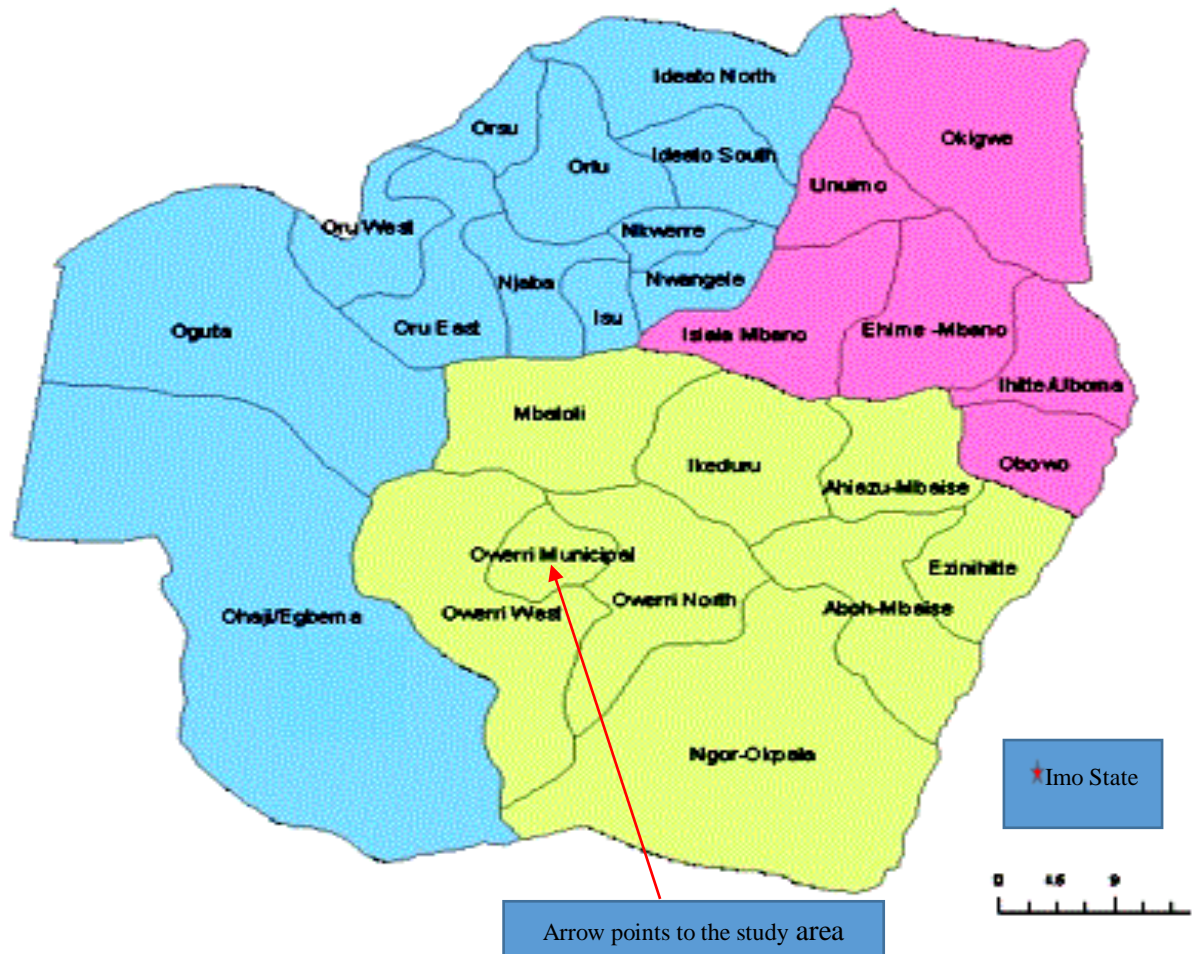 Ideato North
Okigwe
Orsu
Orlu
Ideato South
Unuimo
Oru West
Nkwerre
Njaba
Nwangele
Isu
Oru East
Oguta
Isiala Mbano
Ehime -Mbano
Ihitte/Uboma
Mbaitoli
Ikeduru
Obowo
Ahiazu-Mbaise
Owerri Municipal
Ezinihitte
Owerri North
Owerri West
Aboh-Mbaise
Ohaji/Egbema
Ngor-Okpala
Imo State
0 4.5 9
Arrow points to the study area